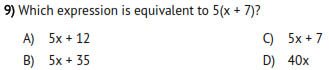 9) Which expression is equivalent to 5(x + 7)?
A) 5x + 12 C) 5x + 7
B) 5x + 35 D) 40x